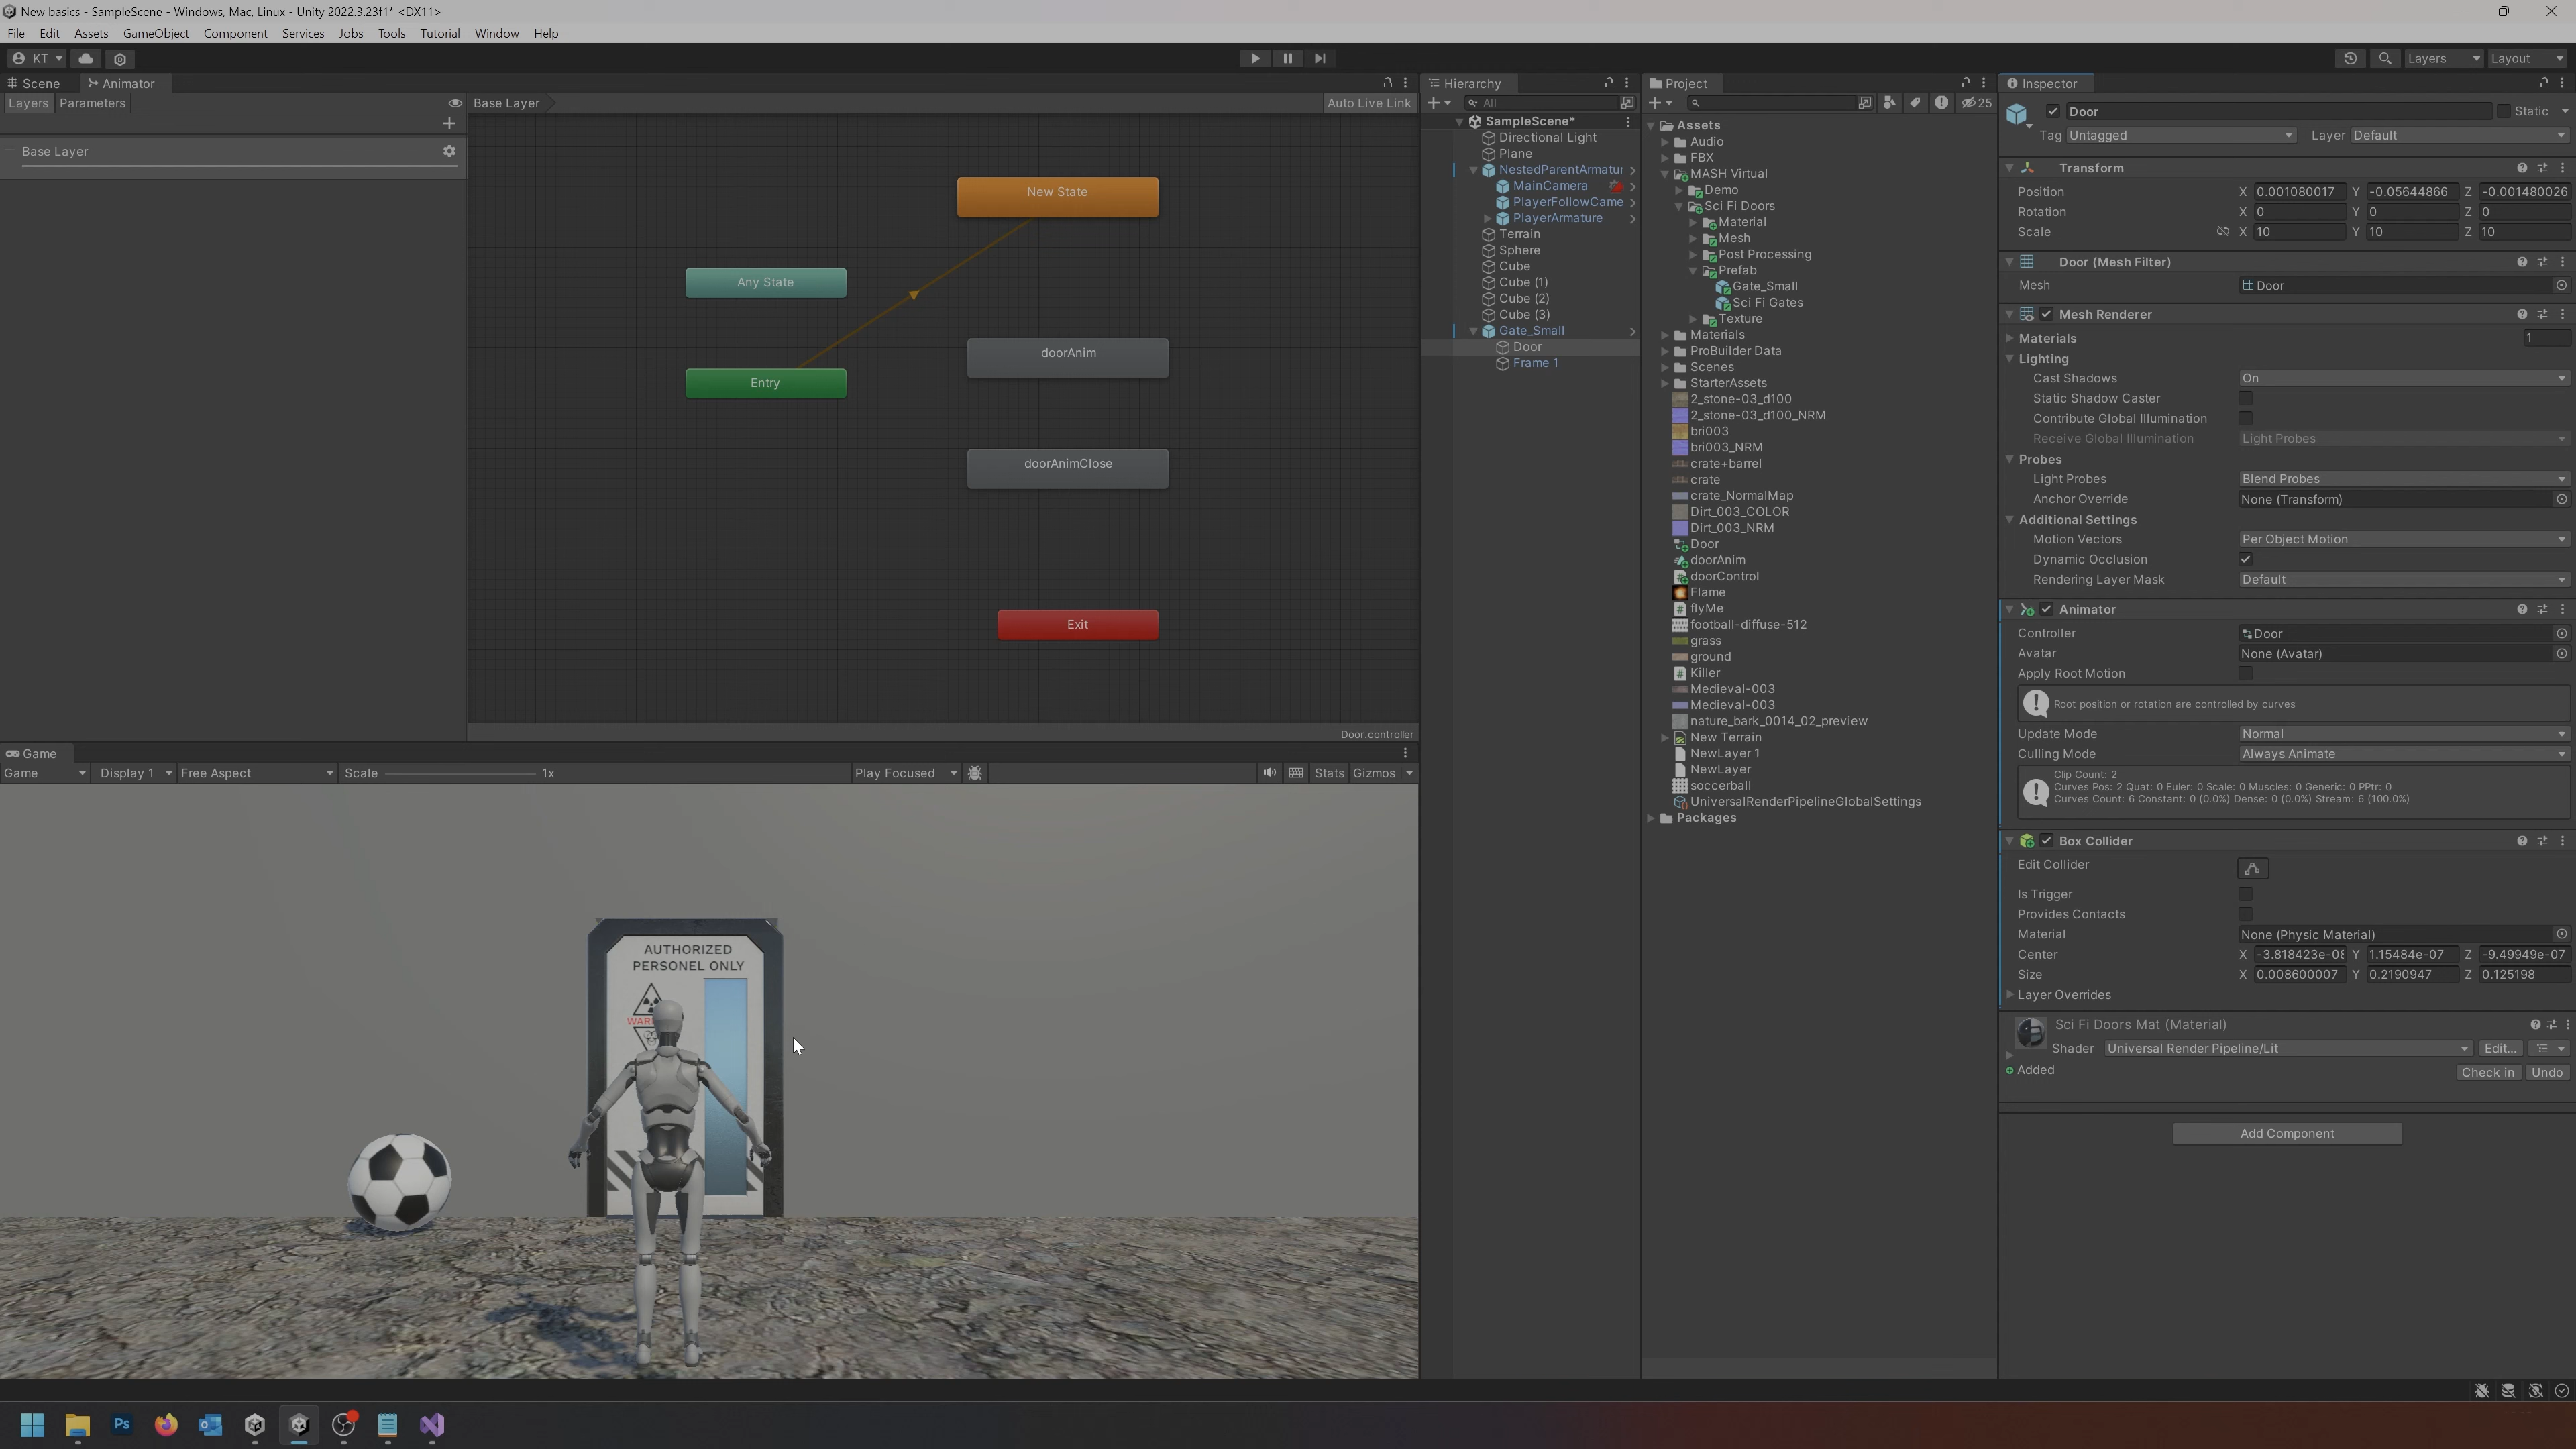 New basics - SampleScene - Windows, Mac, Linux - Unity 2022.3.23f1* <DX11>
File Edit Assets GameObject Component Services Jobs Tools Tutorial Window Help
KT Layers Layout
Scene Animator
Layers Parameters Base Layer Auto Live Link
Base Layer
New State
Any State
doorAnim
Entry
doorAnimClose
Exit
Door.controller
Game
Game Display 1 Free Aspect Scale 1x Play Focused Stats Gizmos
AUTHORIZED
PERSONEL ONLY
Hierarchy
All
SampleScene*
Directional Light
Plane
NestedParentArmatur
MainCamera
PlayerFollowCame
PlayerArmature
Terrain
Sphere
Cube
Cube (1)
Cube (2)
Cube (3)
Gate_Small
Door
Frame 1
Project
25
Assets
Audio
FBX
MASH Virtual
Demo
Sci Fi Doors
Material
Mesh
Post Processing
Prefab
Gate_Small
Sci Fi Gates
Texture
Materials
ProBuilder Data
Scenes
StarterAssets
2_stone-03_d100
2_stone-03_d100_NRM
bri003
bri003_NRM
crate+barrel
crate
crate_NormalMap
Dirt_003_COLOR
Dirt_003_NRM
Door
doorAnim
doorControl
Flame
flyMe
football-diffuse-512
grass
ground
Killer
Medieval-003
Medieval-003
nature_bark_0014_02_preview
New Terrain
NewLayer 1
NewLayer
soccerball
UniversalRenderPipelineGlobalSettings
Packages
Inspector
Door Static
Tag Untagged Layer Default
Transform
Position X 0.001080017 Y -0.05644866 Z -0.001480026
Rotation X 0 Y 0 Z 0
Scale X 10 Y 10 Z 10
Door (Mesh Filter)
Mesh Door
Mesh Renderer
Materials 1
Lighting
Cast Shadows On
Static Shadow Caster
Contribute Global Illumination
Receive Global Illumination Light Probes
Probes
Light Probes Blend Probes
Anchor Override None (Transform)
Additional Settings
Motion Vectors Per Object Motion
Dynamic Occlusion
Rendering Layer Mask Default
Animator
Controller Door
Avatar None (Avatar)
Apply Root Motion
Root position or rotation are controlled by curves
Update Mode Normal
Culling Mode Always Animate
Clip Count: 2
Curves Pos: 2 Quat: 0 Euler: 0 Scale: 0 Muscles: 0 Generic: 0 PPtr: 0
Curves Count: 6 Constant: 0 (0.0%) Dense: 0 (0.0%) Stream: 6 (100.0%)
Box Collider
Edit Collider
Is Trigger
Provides Contacts
Material None (Physic Material)
Center X -3.818423e-08 Y 1.15484e-07 Z -9.49949e-07
Size X 0.008600007 Y 0.2190947 Z 0.125198
Layer Overrides
Sci Fi Doors Mat (Material)
Shader Universal Render Pipeline/Lit Edit...
Added Check in Undo
Add Component
Ps